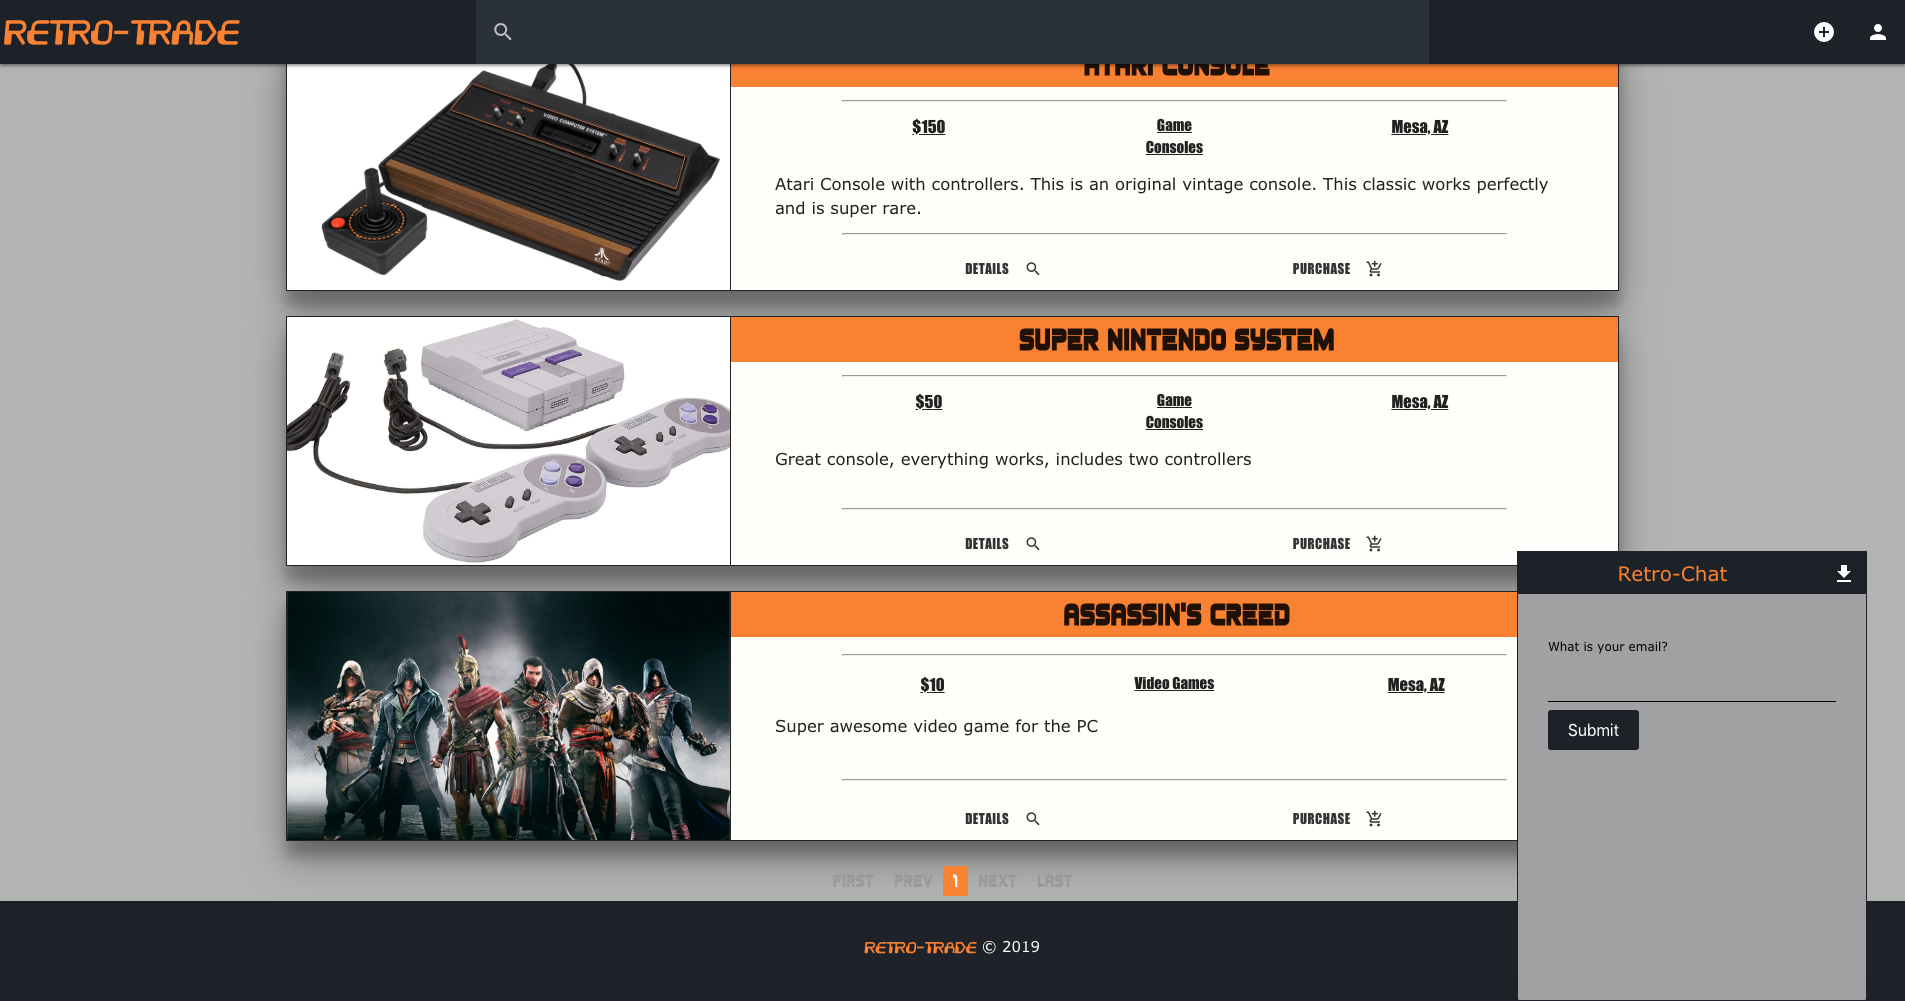 RETRO-TRADE
ATARI CONSOLE
VIDEO COMPUTER SYSTEM
ATARI
$150
Game
Consoles
Mesa, AZ
Atari Console with controllers. This is an original vintage console. This classic works perfectly
and is super rare.
DETAILS
PURCHASE
SUPER NINTENDO SYSTEM
$50
Game
Consoles
Mesa, AZ
Great console, everything works, includes two controllers
DETAILS
PURCHASE
ASSASSIN'S CREED
$10
Video Games
Mesa, AZ
Super awesome video game for the PC
DETAILS
PURCHASE
FIRST PREV 1 NEXT LAST
RETRO-TRADE © 2019
Retro-Chat
What is your email?
Submit